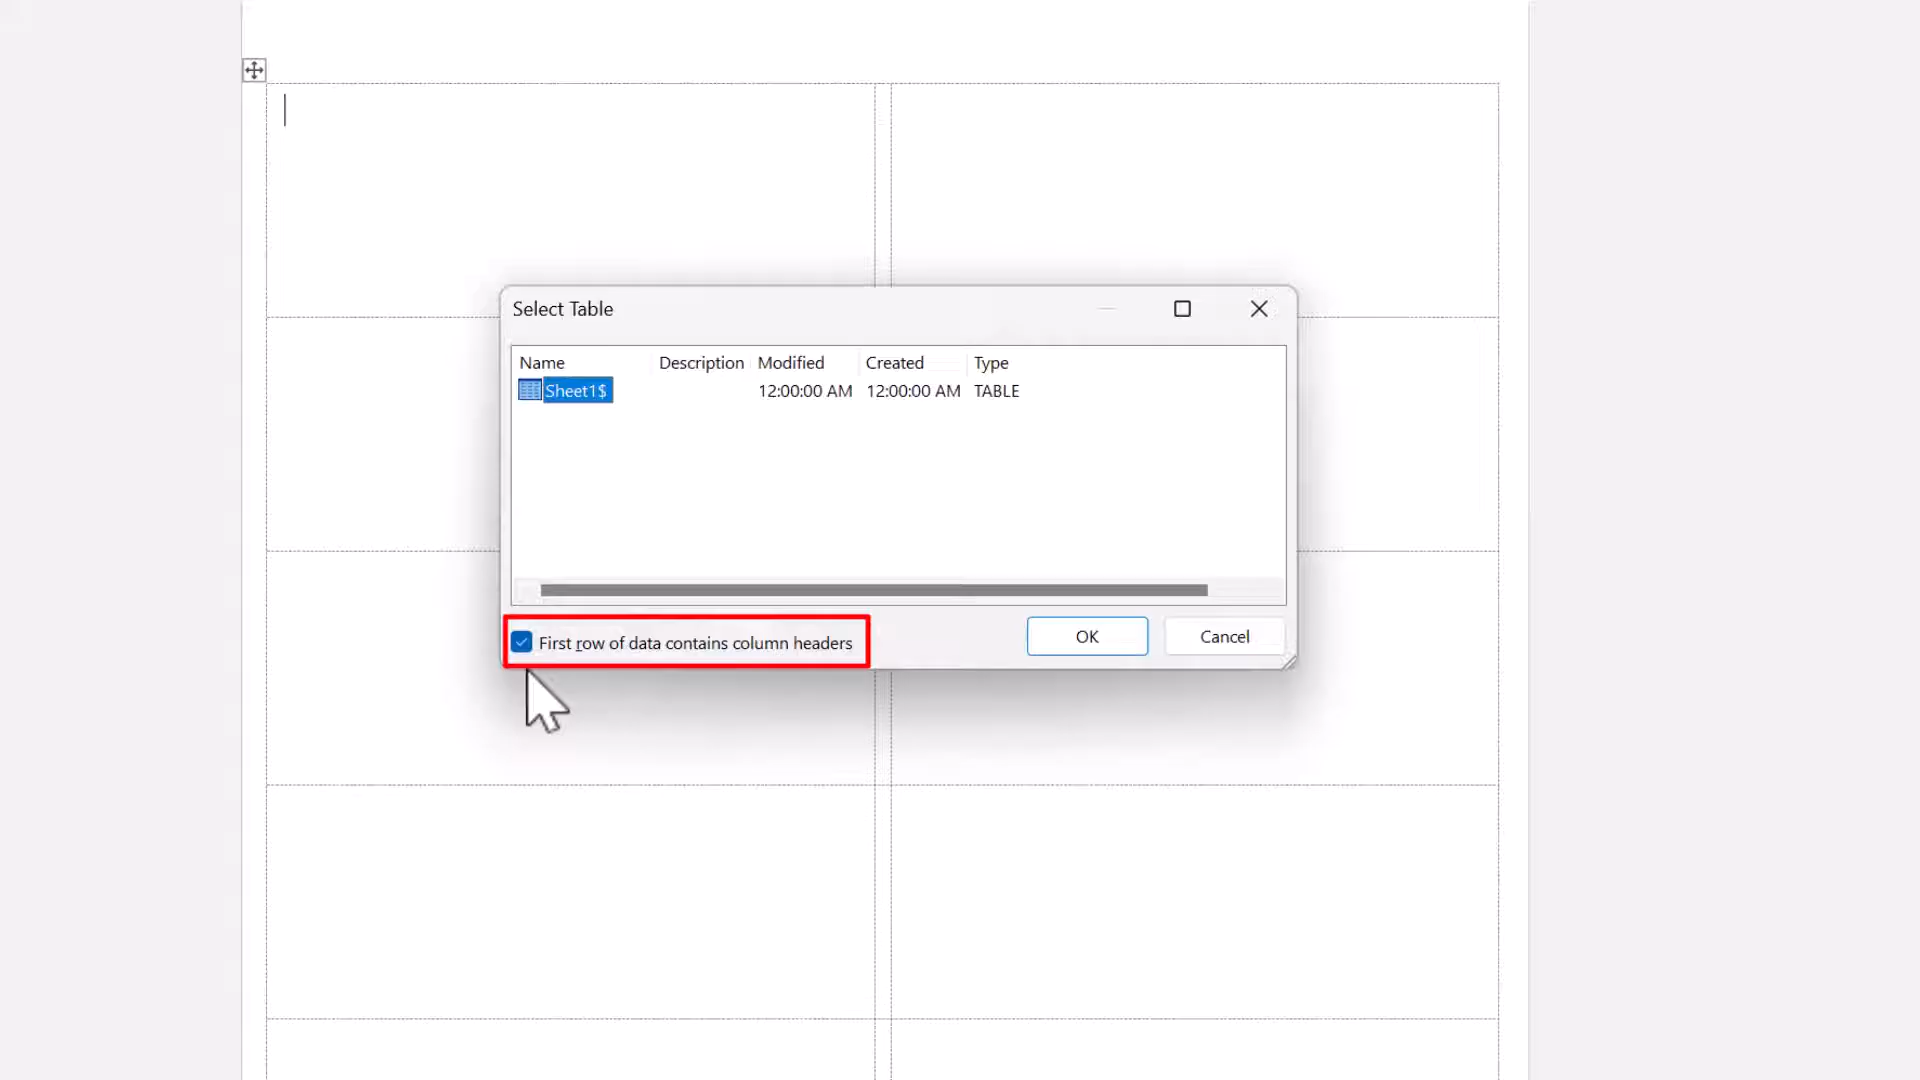 Select Table
Name Description Modified Created Type
Sheet1$ 12:00:00 AM 12:00:00 AM TABLE
First row of data contains column headers OK Cancel